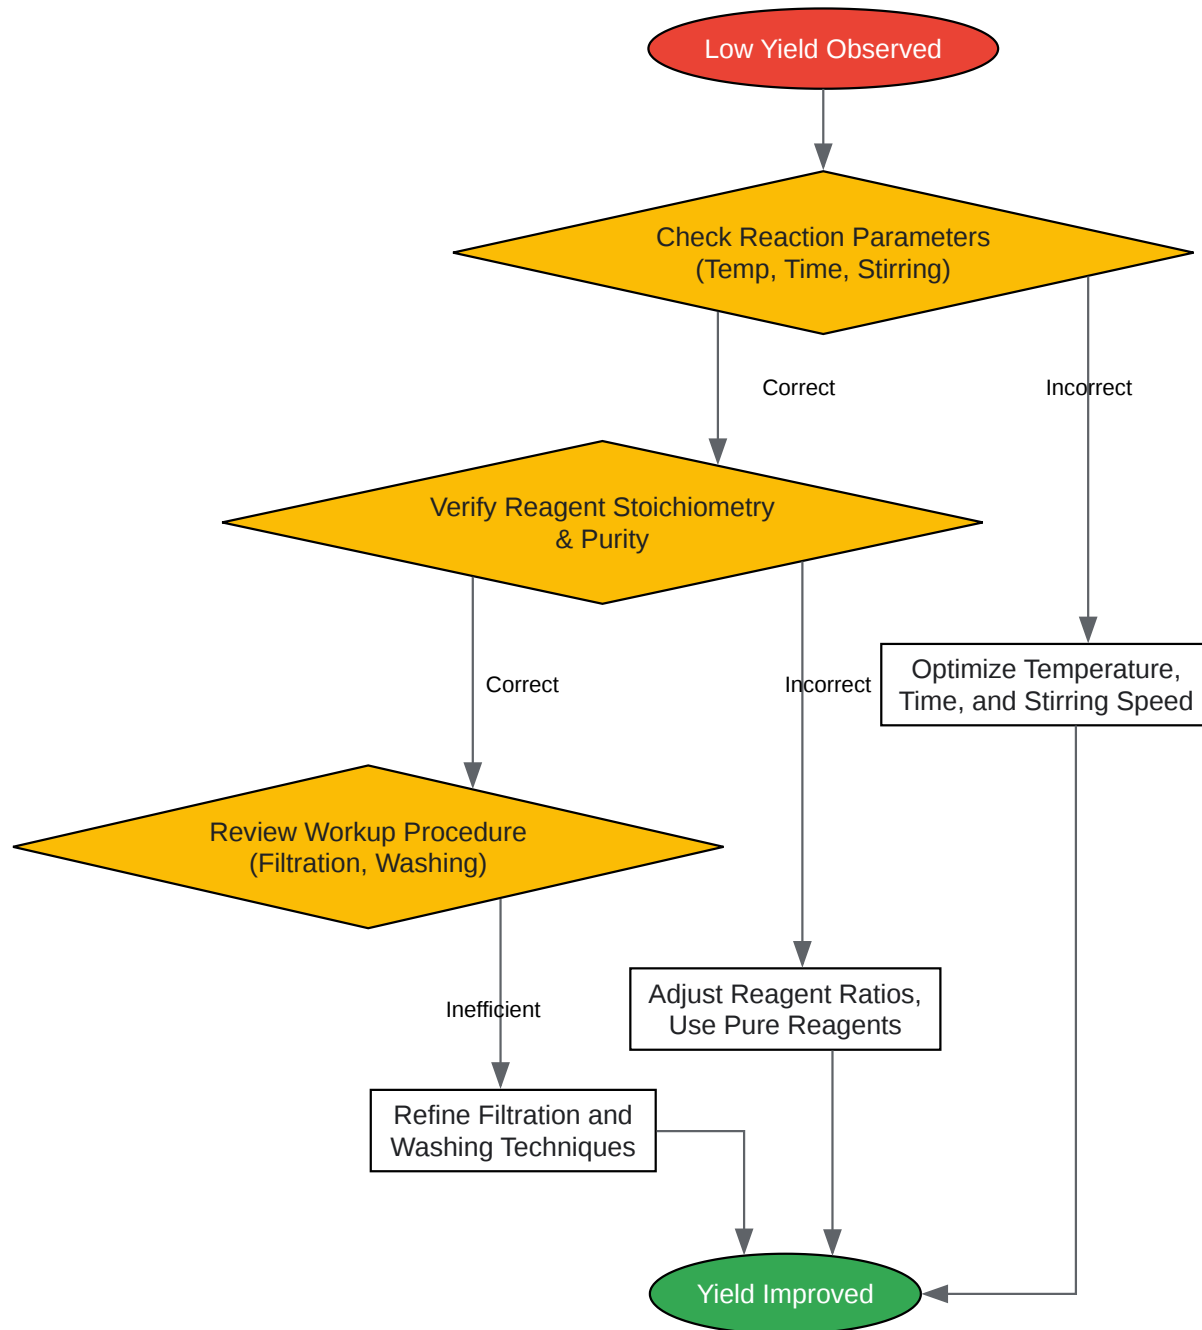 Low Yield Observed
Check Reaction Parameters
(Temp, Time, Stirring)
Correct
Incorrect
Verify Reagent Stoichiometry
& Purity
Correct
Incorrect
Optimize Temperature,
Time, and Stirring Speed
Review Workup Procedure
(Filtration, Washing)
Inefficient
Adjust Reagent Ratios,
Use Pure Reagents
Refine Filtration and
Washing Techniques
Yield Improved